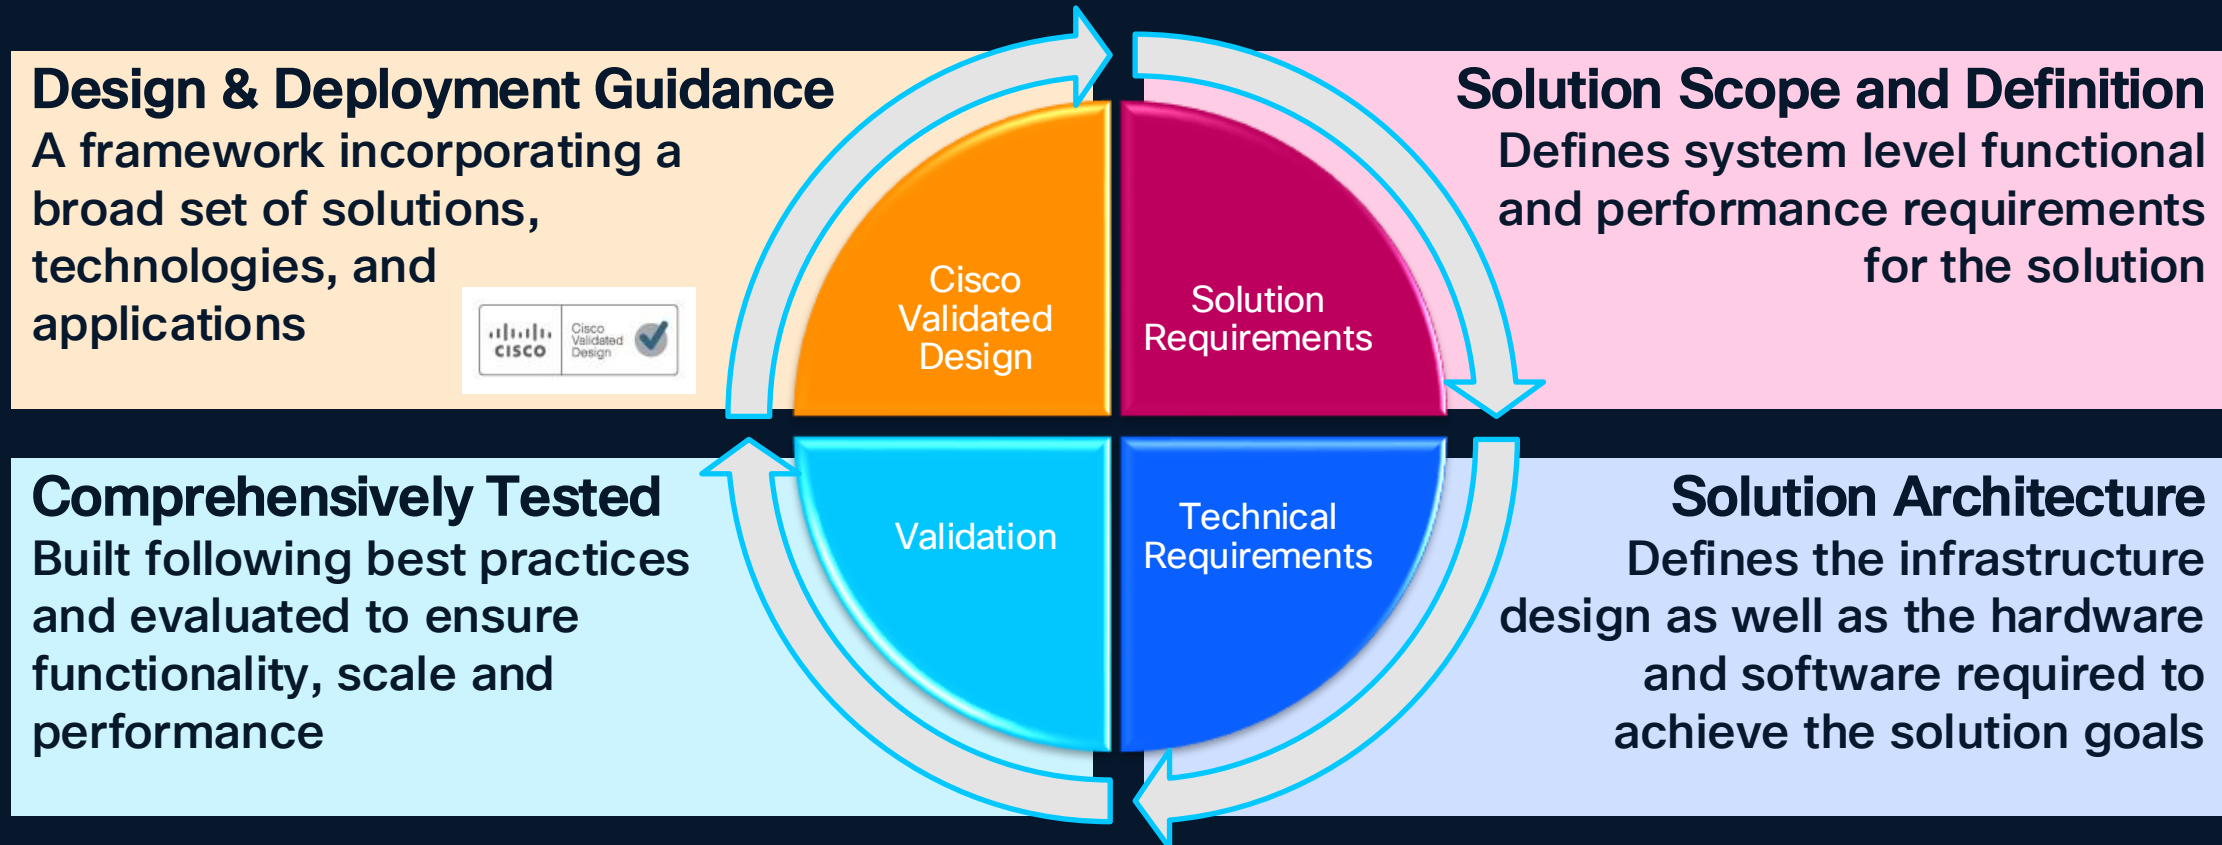 Design & Deployment Guidance
A framework incorporating a
broad set of solutions,
technologies, and
applications
CISCO
Cisco
Validated
Design
Solution Scope and Definition
Defines system level functional
and performance requirements
for the solution
Cisco
Validated
Design
Solution
Requirements
Comprehensively Tested
Built following best practices
and evaluated to ensure
functionality, scale and
performance
Validation
Technical
Requirements
Solution Architecture
Defines the infrastructure
design as well as the hardware
and software required to
achieve the solution goals